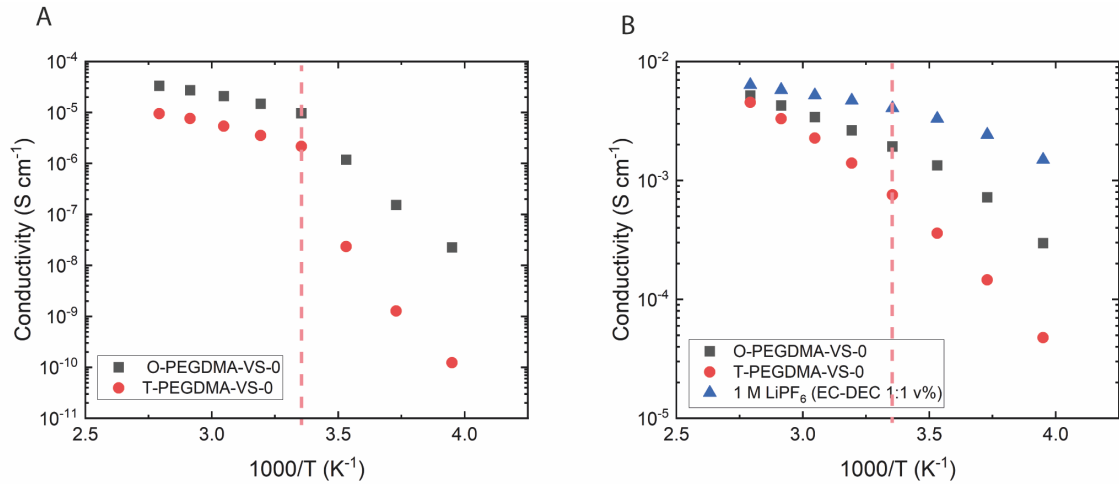 A
10⁻⁴
10⁻⁵
10⁻⁶
10⁻⁷
10⁻⁸
10⁻⁹
10⁻¹⁰
10⁻¹¹
Conductivity (S cm⁻¹)
O-PEGDMA-VS-0
T-PEGDMA-VS-0
2.5 3.0 3.5 4.0
1000/T (K⁻¹)
B
10⁻²
10⁻³
10⁻⁴
10⁻⁵
Conductivity (S cm⁻¹)
O-PEGDMA-VS-0
T-PEGDMA-VS-0
1 M LiPF₆ (EC-DEC 1:1 v%)
2.5 3.0 3.5 4.0
1000/T (K⁻¹)